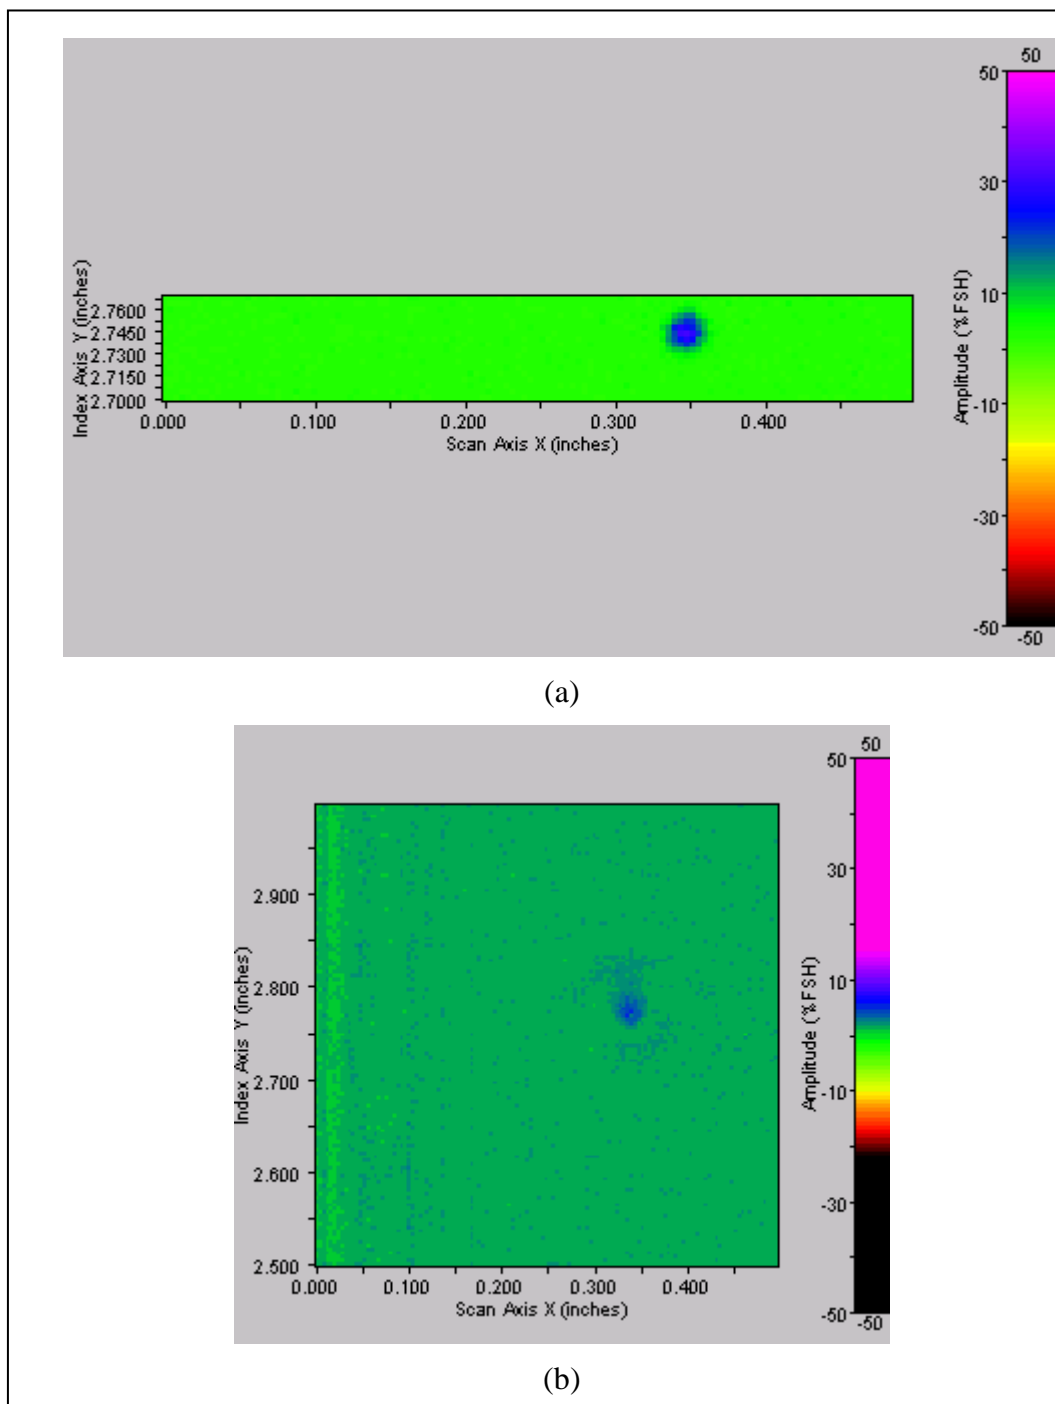 50
50
30
10
-10
-30
-50
-50
Amplitude (%FSH)
Index Axis Y (inches)
2.7600
2.7450
2.7300
2.7150
2.7000
0.000 0.100 0.200 0.300 0.400
Scan Axis X (inches)
(a)
50
50
30
10
-10
-30
-50
-50
Amplitude (%FSH)
Index Axis Y (inches)
2.900
2.800
2.700
2.600
2.500
0.000 0.100 0.200 0.300 0.400
Scan Axis X (inches)
(b)